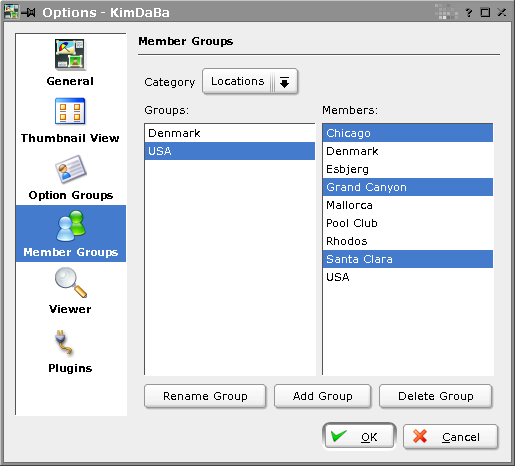 Options - KimDaBa
General
Thumbnail View
Option Groups
Member Groups
Viewer
Plugins
Member Groups
Category Locations
Groups:
Denmark
USA
Members:
Chicago
Denmark
Esbjerg
Grand Canyon
Mallorca
Pool Club
Rhodos
Santa Clara
USA
Rename Group Add Group Delete Group
OK Cancel